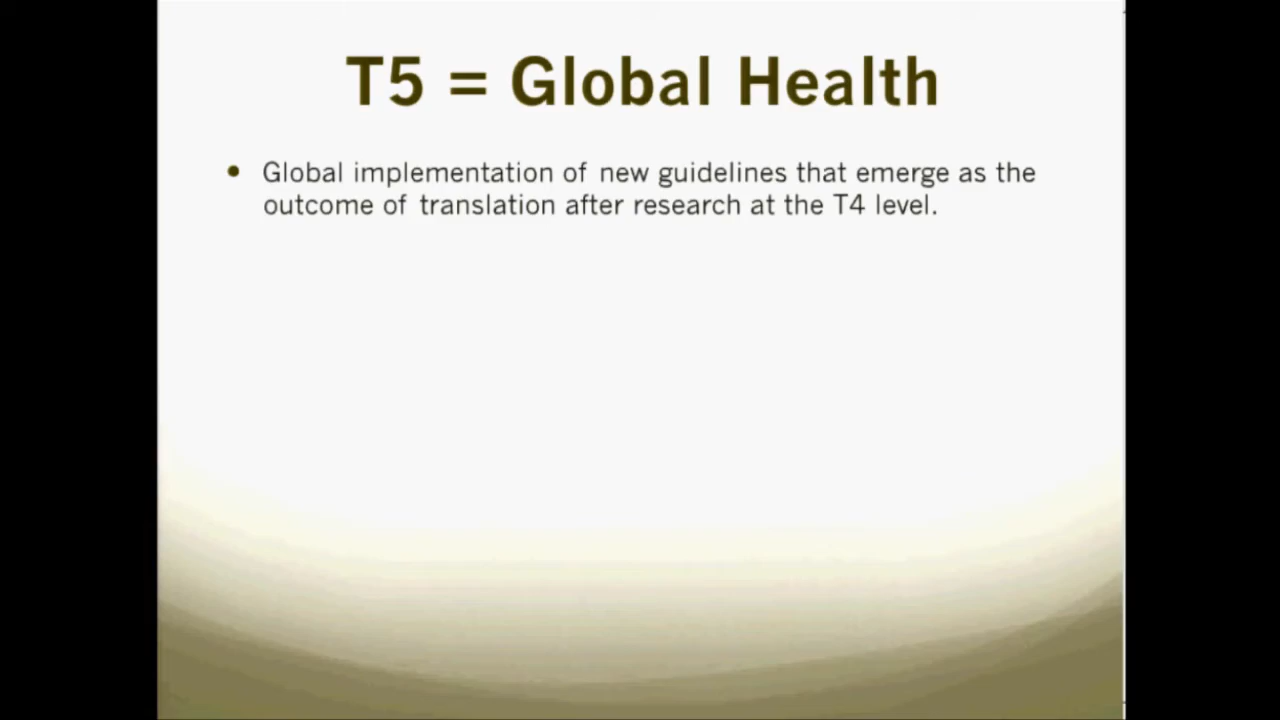 T5 = Global Health
• Global implementation of new guidelines that emerge as the
outcome of translation after research at the T4 level.